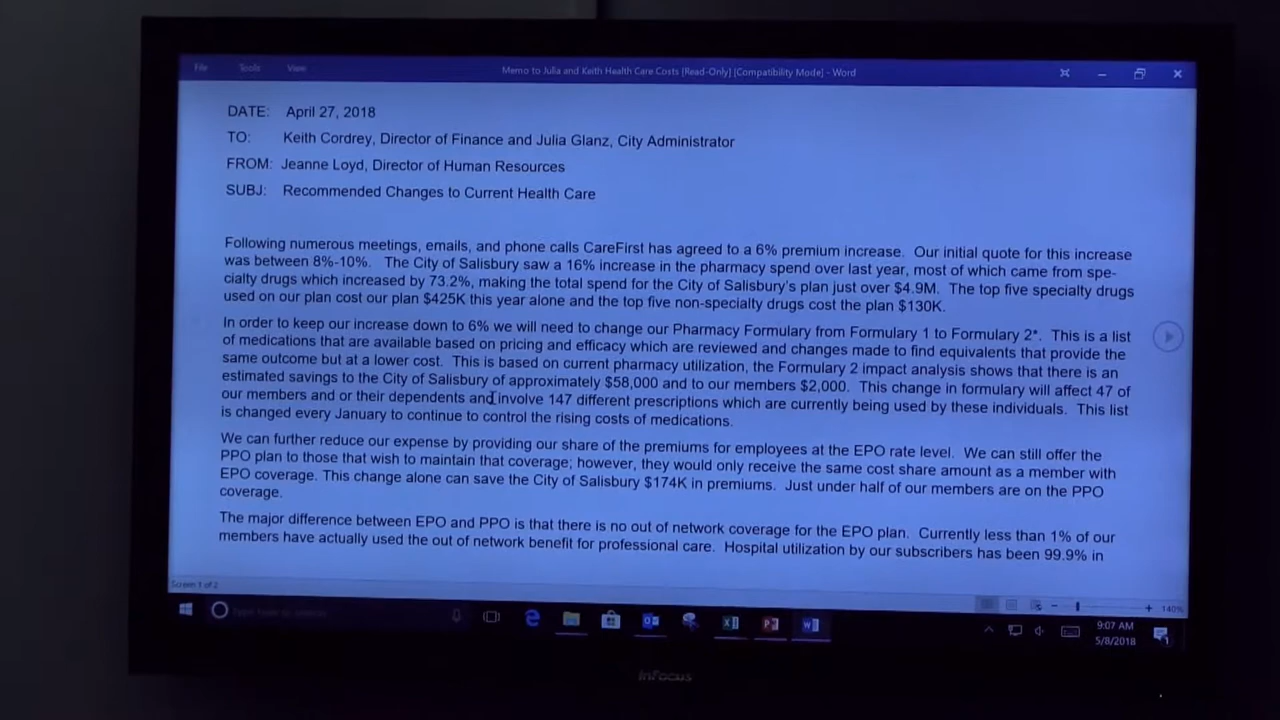 File Tools View Memo to Julia and Keith Health Care Costs [Read-Only] [Compatibility Mode] - Word
DATE: April 27, 2018
TO: Keith Cordrey, Director of Finance and Julia Glanz, City Administrator
FROM: Jeanne Loyd, Director of Human Resources
SUBJ: Recommended Changes to Current Health Care
Following numerous meetings, emails, and phone calls CareFirst has agreed to a 6% premium increase. Our initial quote for this increase
was between 8%-10%. The City of Salisbury saw a 16% increase in the pharmacy spend over last year, most of which came from spe-
cialty drugs which increased by 73.2%, making the total spend for the City of Salisbury's plan just over $4.9M. The top five specialty drugs
used on our plan cost our plan $425K this year alone and the top five non-specialty drugs cost the plan $130K.
In order to keep our increase down to 6% we will need to change our Pharmacy Formulary from Formulary 1 to Formulary 2*. This is a list
of medications that are available based on pricing and efficacy which are reviewed and changes made to find equivalents that provide the
same outcome but at a lower cost. This is based on current pharmacy utilization, the Formulary 2 impact analysis shows that there is an
estimated savings to the City of Salisbury of approximately $58,000 and to our members $2,000. This change in formulary will affect 47 of
our members and or their dependents and involve 147 different prescriptions which are currently being used by these individuals. This list
is changed every January to continue to control the rising costs of medications.
We can further reduce our expense by providing our share of the premiums for employees at the EPO rate level. We can still offer the
PPO plan to those that wish to maintain that coverage; however, they would only receive the same cost share amount as a member with
EPO coverage. This change alone can save the City of Salisbury $174K in premiums. Just under half of our members are on the PPO
coverage.
The major difference between EPO and PPO is that there is no out of network coverage for the EPO plan. Currently less than 1% of our
members have actually used the out of network benefit for professional care. Hospital utilization by our subscribers has been 99.9% in
Screen 1 of 2
140%
Type here to search
9:07 AM
5/8/2018
InFocus